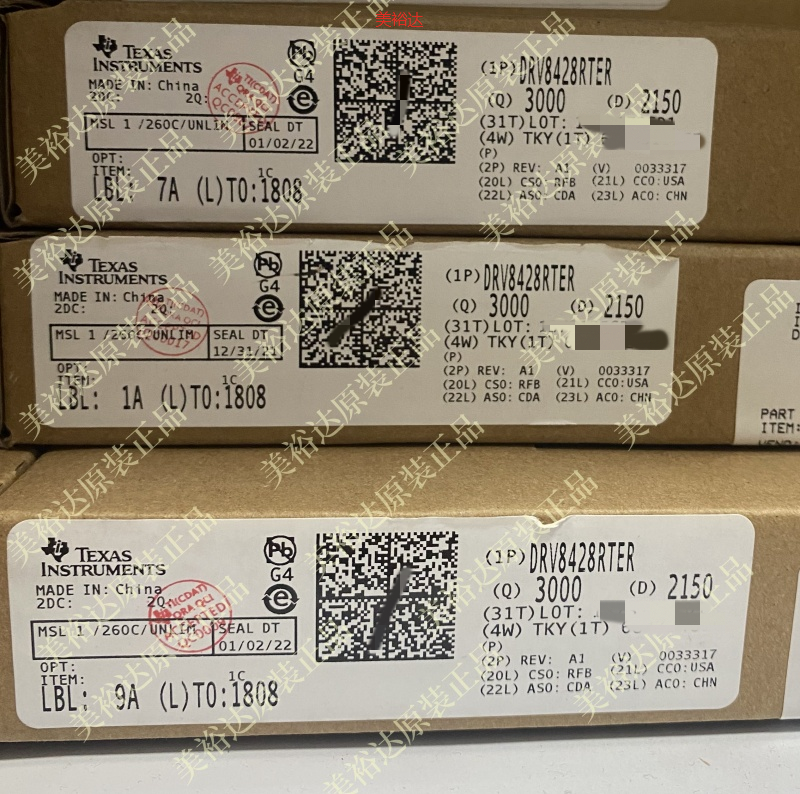 美裕达
TEXAS
INSTRUMENTS
MADE IN: China
2DC: 2Q:
G4
MSL 1 /260C/UNLIM SEAL DT
01/02/22
OPT:
ITEM: 1C
LBL: 7A (L)TO:1808
(1P) DRV8428RTER
(Q) 3000 (D) 2150
(31T)LOT:
(4W) TKY(1T)
(P)
(2P) REV: A1 (V) 0033317
(20L) CSO: RFB (21L) CCO:USA
(22L) ASO: CDA (23L) ACO: CHN
TEXAS
INSTRUMENTS
MADE IN: China
2DC: 2Q:
G4
MSL 1 /260C/UNLIM SEAL DT
12/31/21
OPT:
ITEM: 1C
LBL: 1A (L)TO:1808
(1P) DRV8428RTER
(Q) 3000 (D) 2150
(31T)LOT:
(4W) TKY(1T)
(P)
(2P) REV: A1 (V) 0033317
(20L) CSO: RFB (21L) CCO:USA
(22L) ASO: CDA (23L) ACO: CHN
PART
ITEM:
TEXAS
INSTRUMENTS
MADE IN: China
2DC: 2Q:
G4
MSL 1 /260C/UNLIM SEAL DT
01/02/22
OPT:
ITEM: 1C
LBL: 9A (L)TO:1808
(1P) DRV8428RTER
(Q) 3000 (D) 2150
(31T)LOT:
(4W) TKY(1T)
(P)
(2P) REV: A1 (V) 0033317
(20L) CSO: RFB (21L) CCO:USA
(22L) ASO: CDA (23L) ACO: CHN
美裕达原装正品